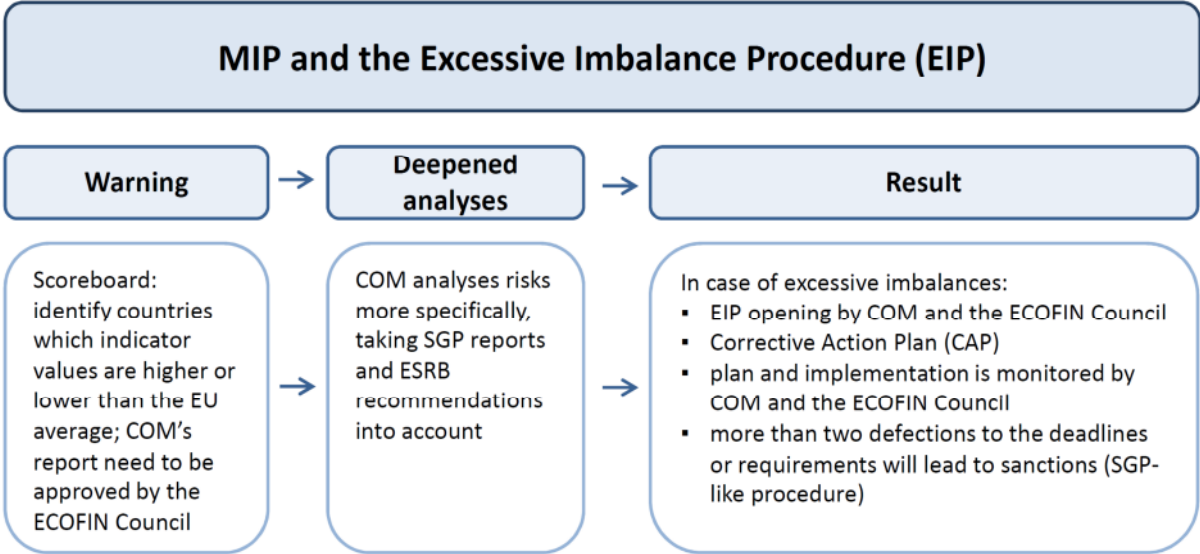 MIP and the Excessive Imbalance Procedure (EIP)
Warning
Deepened
analyses
Result
Scoreboard:
identify countries
which indicator
values are higher or
lower than the EU
average; COM’s
report need to be
approved by the
ECOFIN Council
COM analyses risks
more specifically,
taking SGP reports
and ESRB
recommendations
into account
In case of excessive imbalances:
▪ EIP opening by COM and the ECOFIN Council
▪ Corrective Action Plan (CAP)
▪ plan and implementation is monitored by
COM and the ECOFIN Council
▪ more than two defections to the deadlines
or requirements will lead to sanctions (SGP-
like procedure)